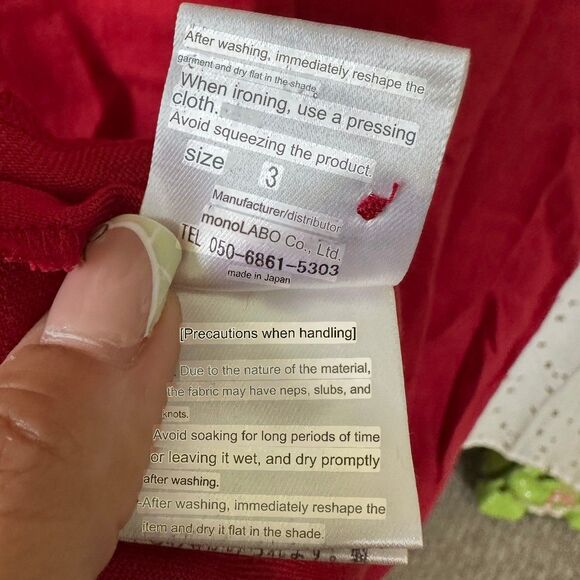 After washing, immediately reshape the
garment and dry flat in the shade.
When ironing, use a pressing
cloth.
Avoid squeezing the product.
size 3
Manufacturer/distributor
monoLABO Co., Ltd.
TEL 050-6861-5303
made in Japan
[Precautions when handling]
Due to the nature of the material,
the fabric may have neps, slubs, and
knots.
Avoid soaking for long periods of time
or leaving it wet, and dry promptly
after washing.
-After washing, immediately reshape the
item and dry it flat in the shade.